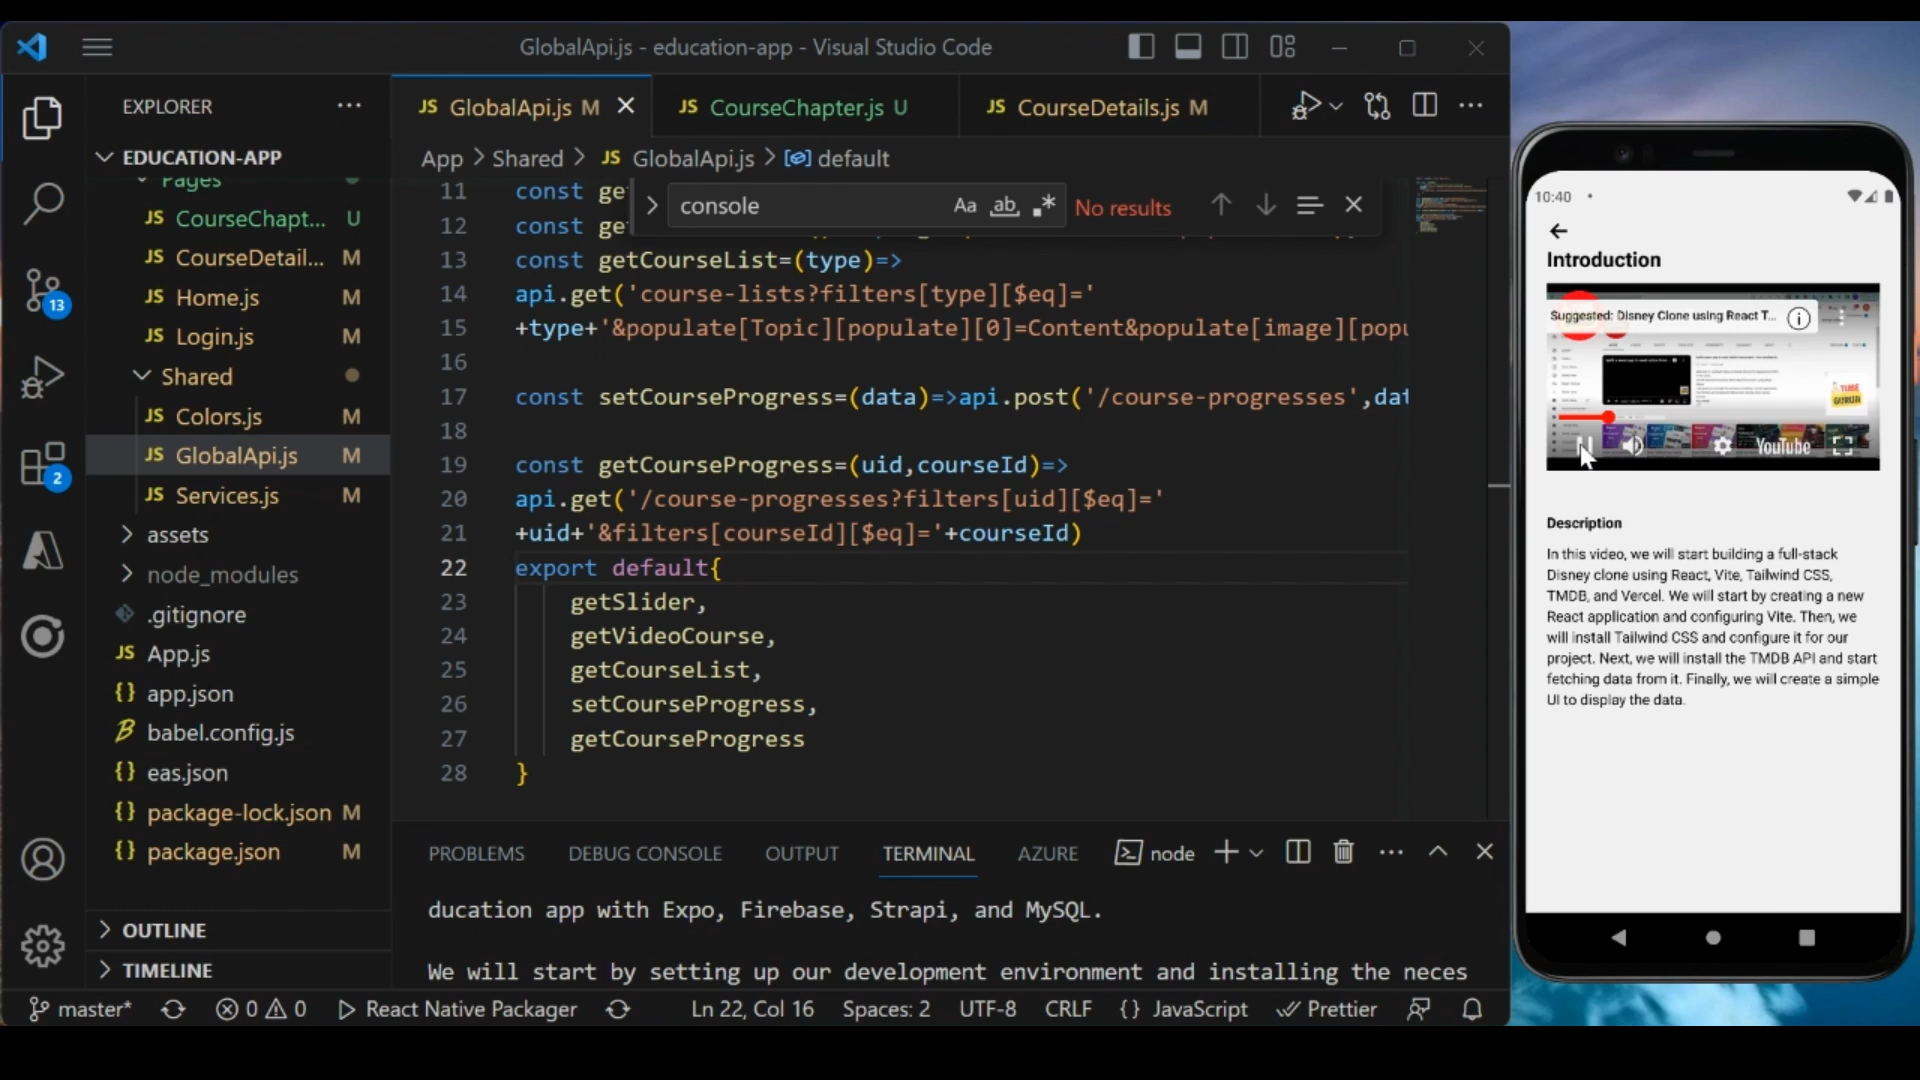 GlobalApi.js - education-app - Visual Studio Code
EXPLORER
EDUCATION-APP
Pages
JS CourseChapt... U
JS CourseDetail... M
JS Home.js M
JS Login.js M
Shared
JS Colors.js M
JS GlobalApi.js M
JS Services.js M
assets
node_modules
.gitignore
JS App.js
{} app.json
babel.config.js
{} eas.json
{} package-lock.json M
{} package.json M
OUTLINE
TIMELINE
13
2
JS GlobalApi.js M
JS CourseChapter.js U
JS CourseDetails.js M
App > Shared > JS GlobalApi.js > default
console
Aa ab .* No results
11 const ge
12 const ge
13 const getCourseList=(type)=>
14 api.get('course-lists?filters[type][$eq]='
15 +type+'&populate[Topic][populate][0]=Content&populate[image][popu
16
17 const setCourseProgress=(data)=>api.post('/course-progresses',dat
18
19 const getCourseProgress=(uid,courseId)=>
20 api.get('/course-progresses?filters[uid][$eq]='
21 +uid+'&filters[courseId][$eq]='+courseId)
22 export default{
23 getSlider,
24 getVideoCourse,
25 getCourseList,
26 setCourseProgress,
27 getCourseProgress
28 }
PROBLEMS DEBUG CONSOLE OUTPUT TERMINAL AZURE node
ducation app with Expo, Firebase, Strapi, and MySQL.
We will start by setting up our development environment and installing the neces
master* 0 0 React Native Packager Ln 22, Col 16 Spaces: 2 UTF-8 CRLF {} JavaScript Prettier
10:40
Introduction
Suggested: Disney Clone using React T...
TUBE
GURUJI
YouTube
Description
In this video, we will start building a full-stack
Disney clone using React, Vite, Tailwind CSS,
TMDB, and Vercel. We will start by creating a new
React application and configuring Vite. Then, we
will install Tailwind CSS and configure it for our
project. Next, we will install the TMDB API and start
fetching data from it. Finally, we will create a simple
UI to display the data.